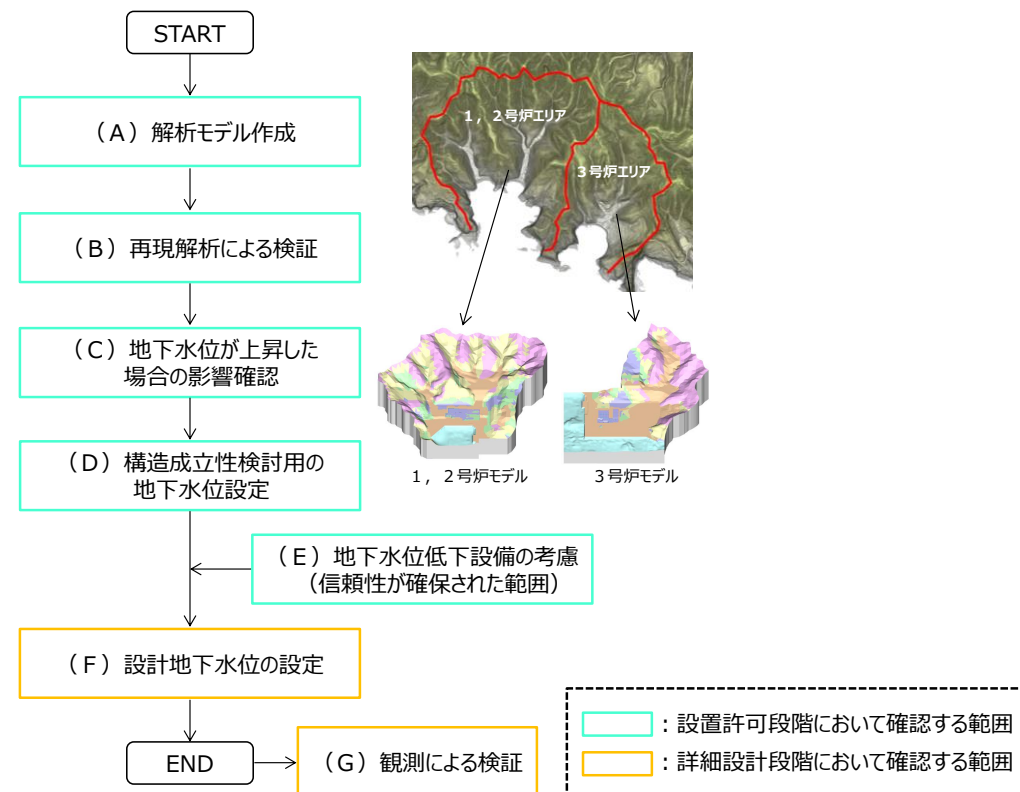 START
（A）解析モデル作成
（B）再現解析による検証
（C）地下水位が上昇した
場合の影響確認
（D）構造成立性検討用の
地下水位設定
（E）地下水位低下設備の考慮
（信頼性が確保された範囲）
（F）設計地下水位の設定
END
（G）観測による検証
1，2号炉エリア
3号炉エリア
1，2号炉モデル
3号炉モデル
：設置許可段階において確認する範囲
：詳細設計段階において確認する範囲